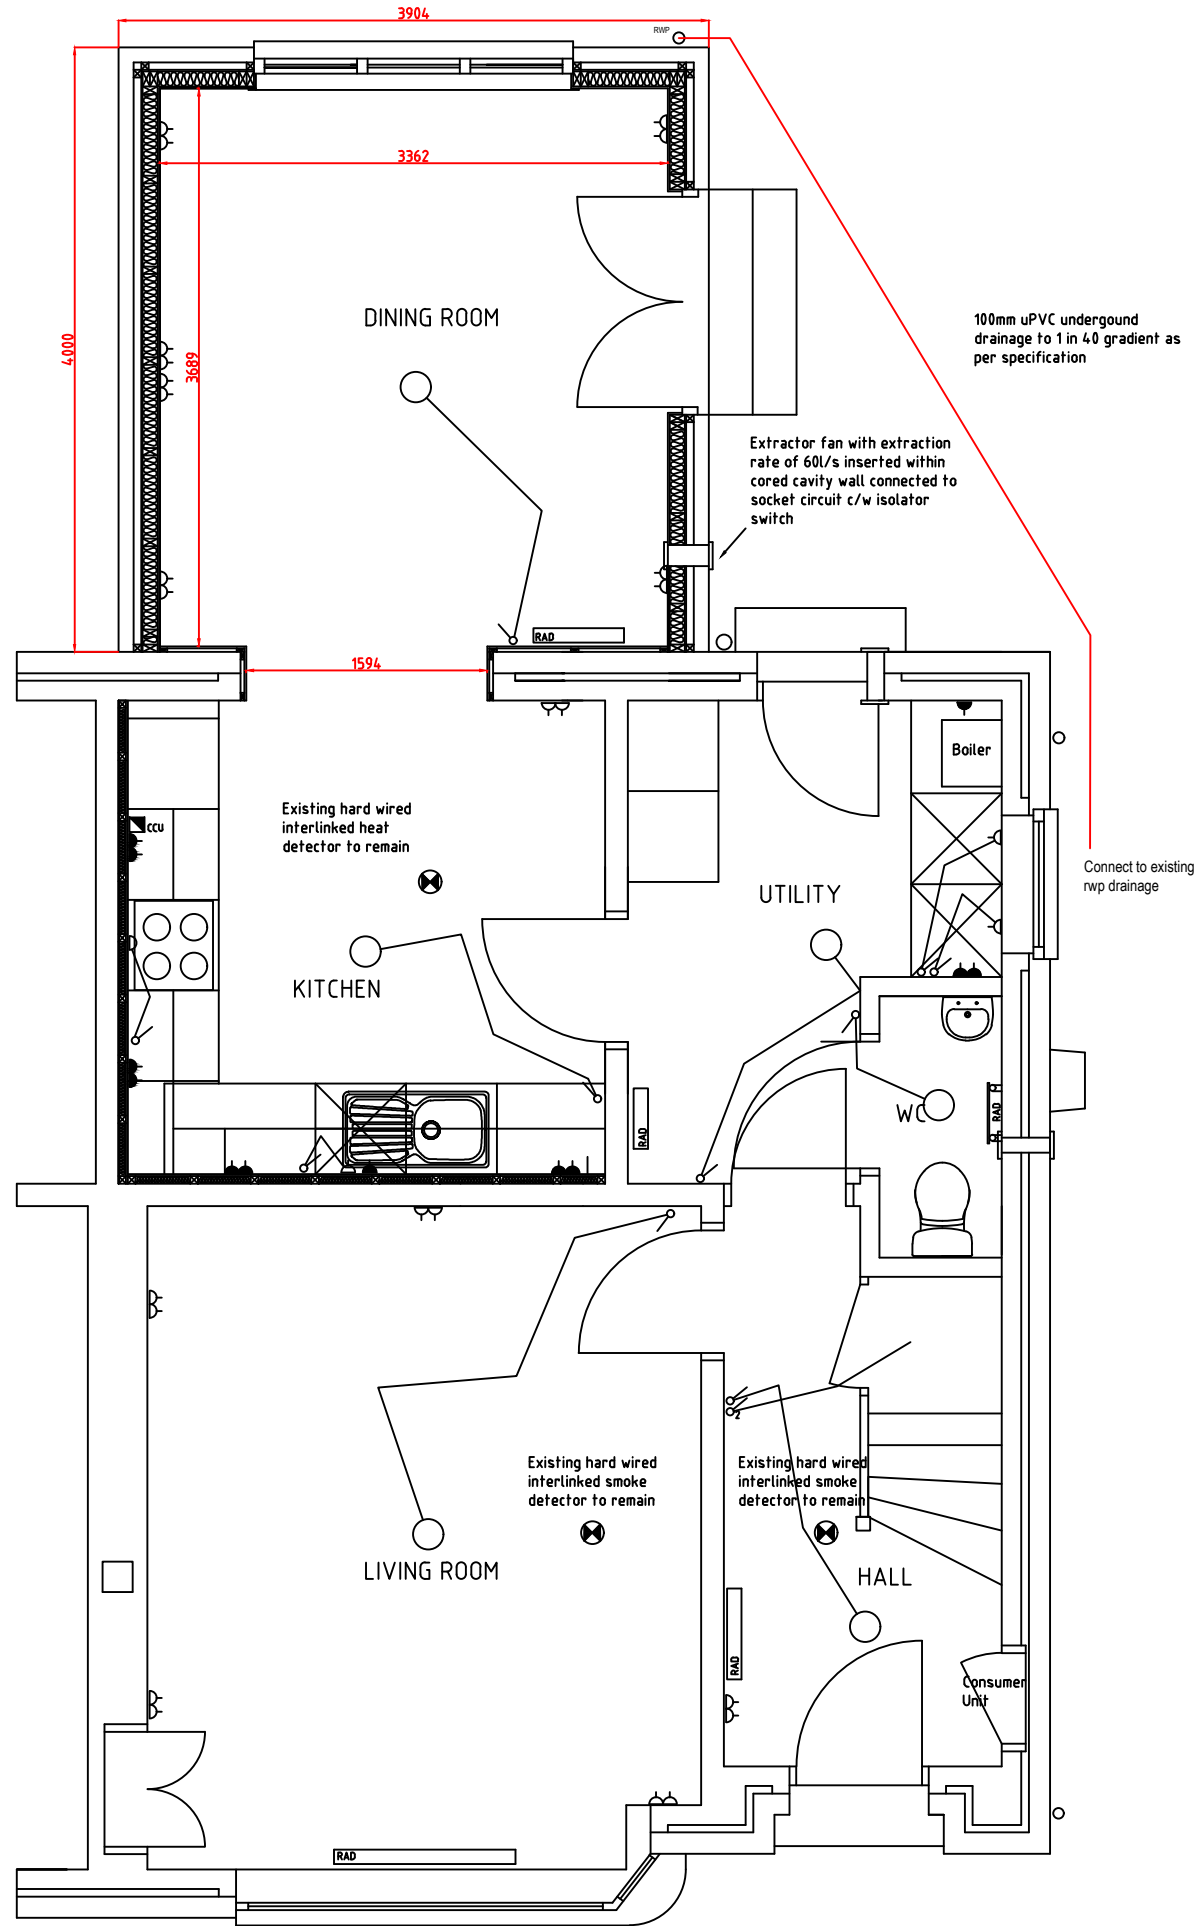 3904
RWP
3362
DINING ROOM
4000
3689
100mm uPVC undergound
drainage to 1 in 40 gradient as
per specification
Extractor fan with extraction
rate of 60l/s inserted within
cored cavity wall connected to
socket circuit c/w isolator
switch
RAD
1594
Boiler
Existing hard wired
interlinked heat
detector to remain
CCU
Connect to existing
rwp drainage
UTILITY
KITCHEN
WC
RAD
RAD
2
Existing hard wired
interlinked smoke
detector to remain
Existing hard wired
interlinked smoke
detector to remain
LIVING ROOM
HALL
RAD
Consumer
Unit
RAD